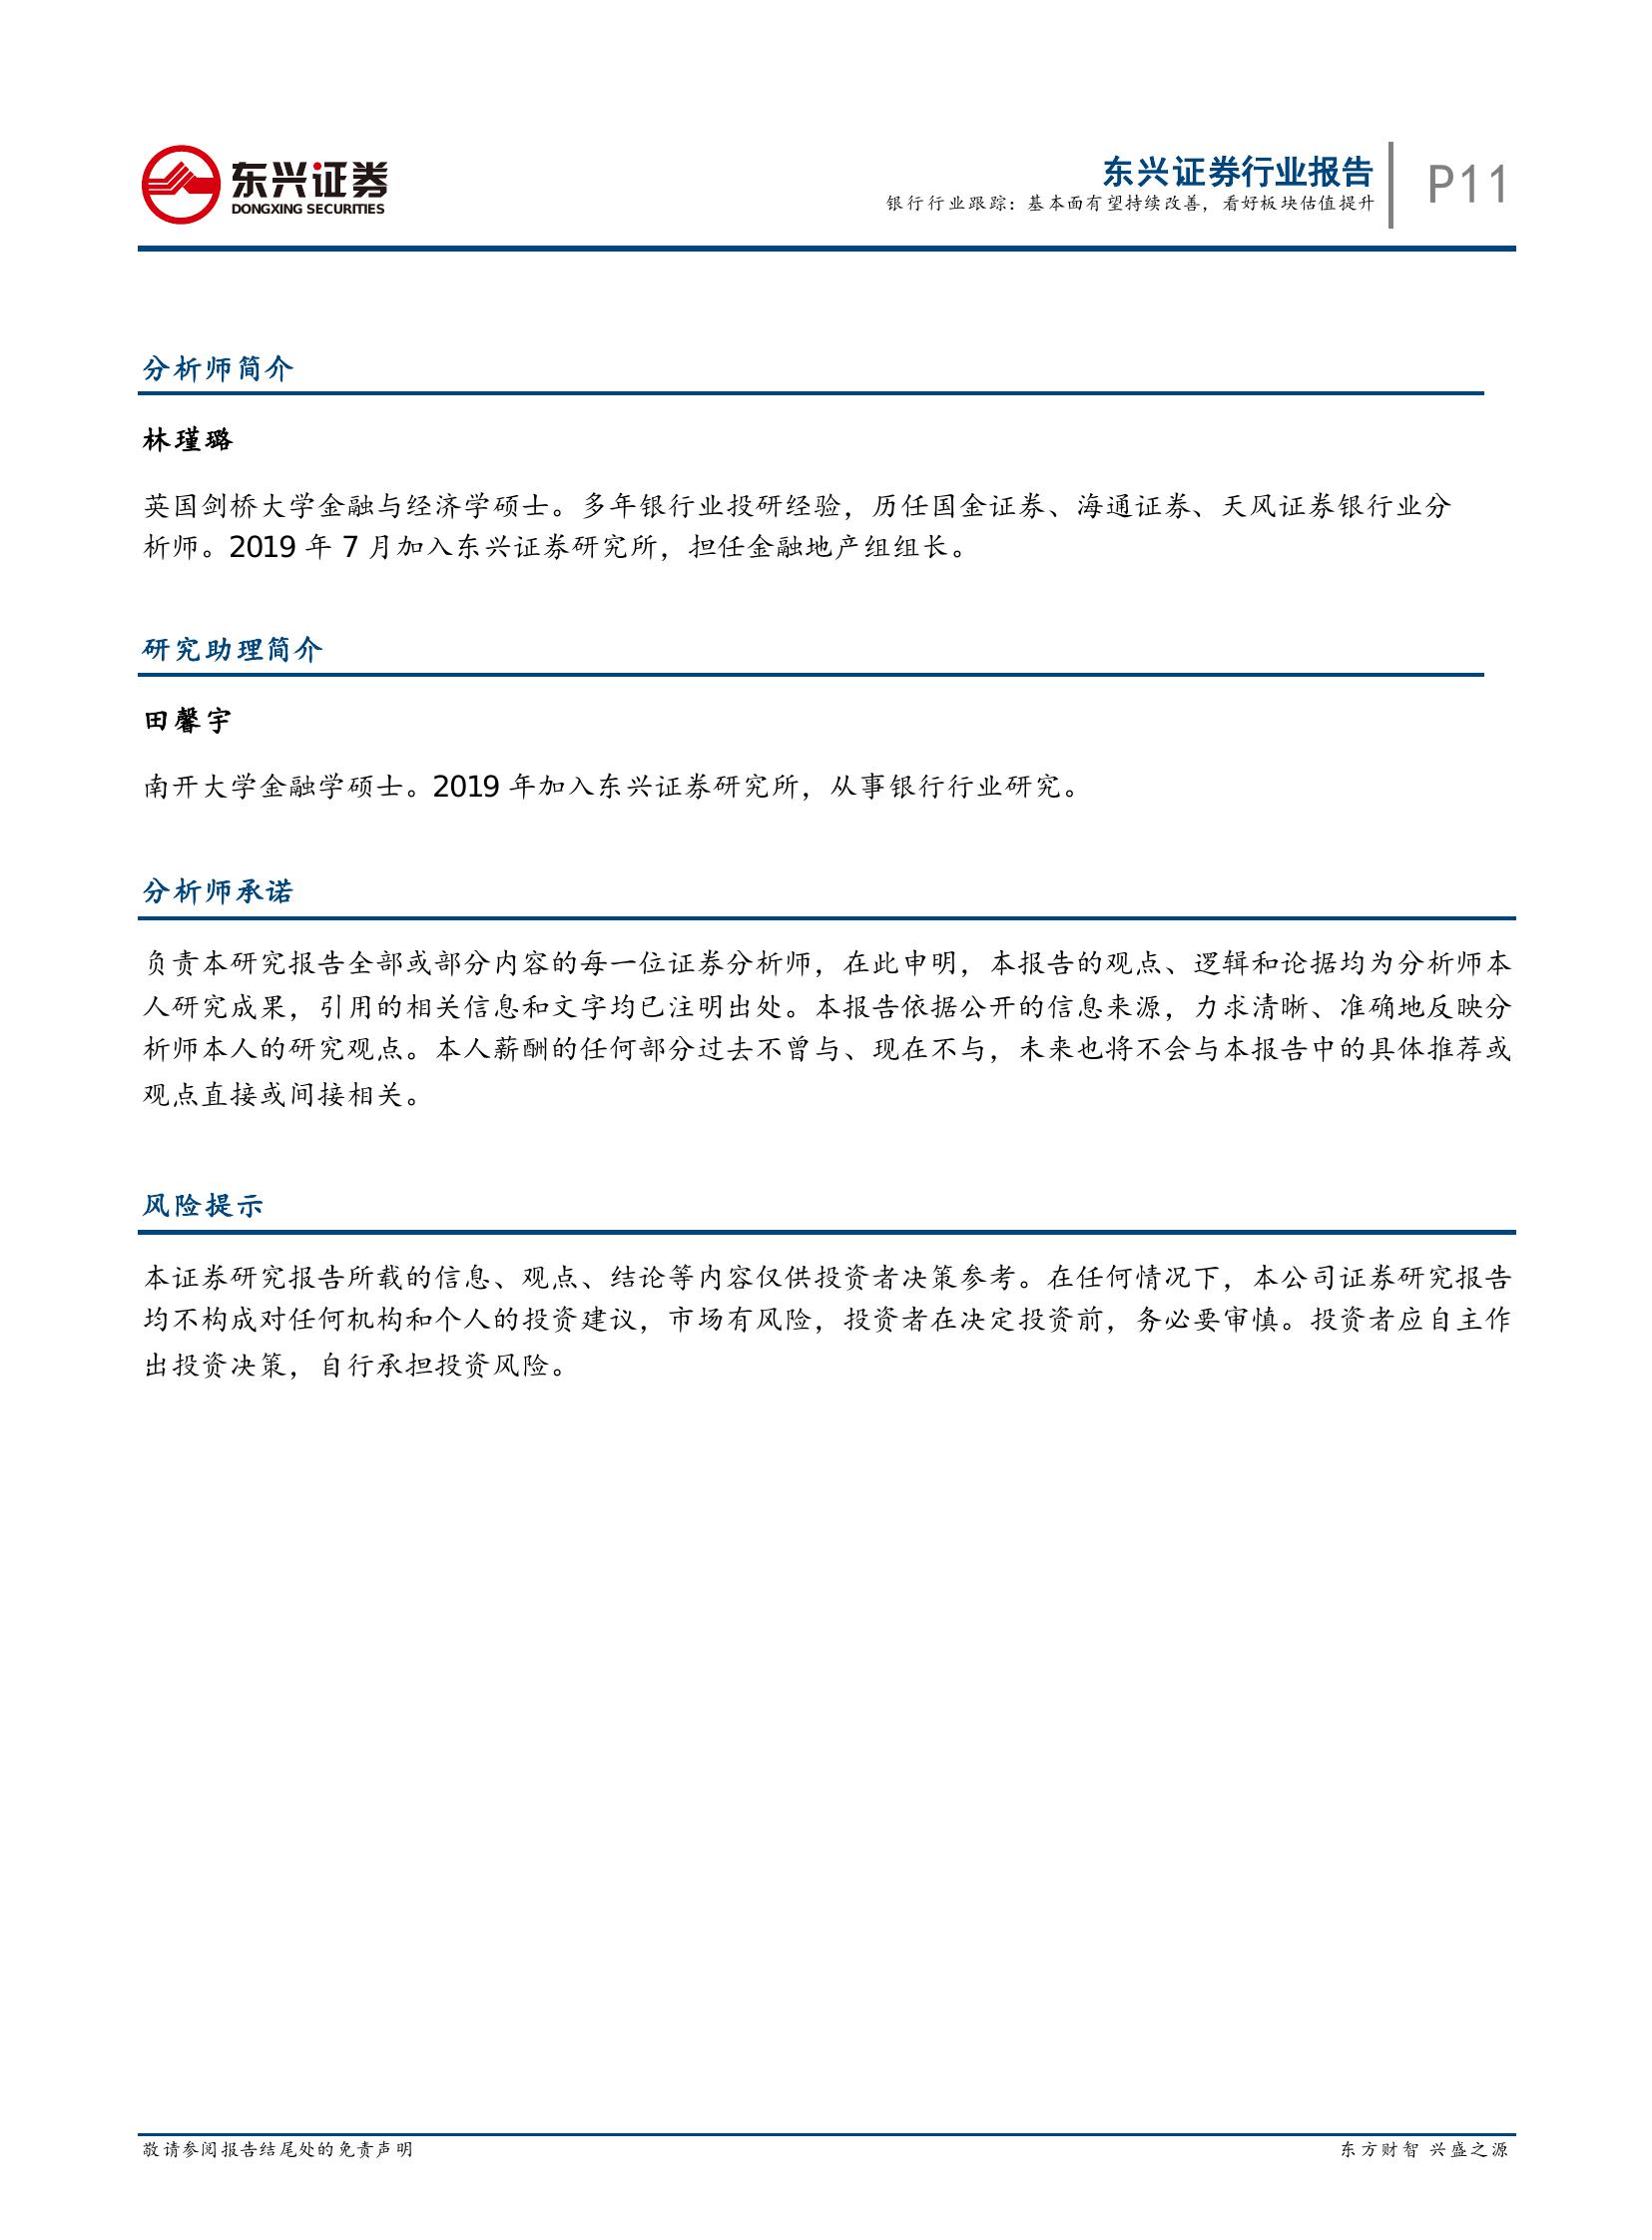 东兴证券
DONGXING SECURITIES
东兴证券行业报告
银行行业跟踪：基本面有望持续改善，看好板块估值提升
P11
分析师简介
林瑾璐
英国剑桥大学金融与经济学硕士。多年银行业投研经验，历任国金证券、海通证券、天风证券银行业分
析师。2019 年 7 月加入东兴证券研究所，担任金融地产组组长。
研究助理简介
田馨宇
南开大学金融学硕士。2019 年加入东兴证券研究所，从事银行行业研究。
分析师承诺
负责本研究报告全部或部分内容的每一位证券分析师，在此申明，本报告的观点、逻辑和论据均为分析师本
人研究成果，引用的相关信息和文字均已注明出处。本报告依据公开的信息来源，力求清晰、准确地反映分
析师本人的研究观点。本人薪酬的任何部分过去不曾与、现在不与，未来也将不会与本报告中的具体推荐或
观点直接或间接相关。
风险提示
本证券研究报告所载的信息、观点、结论等内容仅供投资者决策参考。在任何情况下，本公司证券研究报告
均不构成对任何机构和个人的投资建议，市场有风险，投资者在决定投资前，务必要审慎。投资者应自主作
出投资决策，自行承担投资风险。
敬请参阅报告结尾处的免责声明
东方财智 兴盛之源